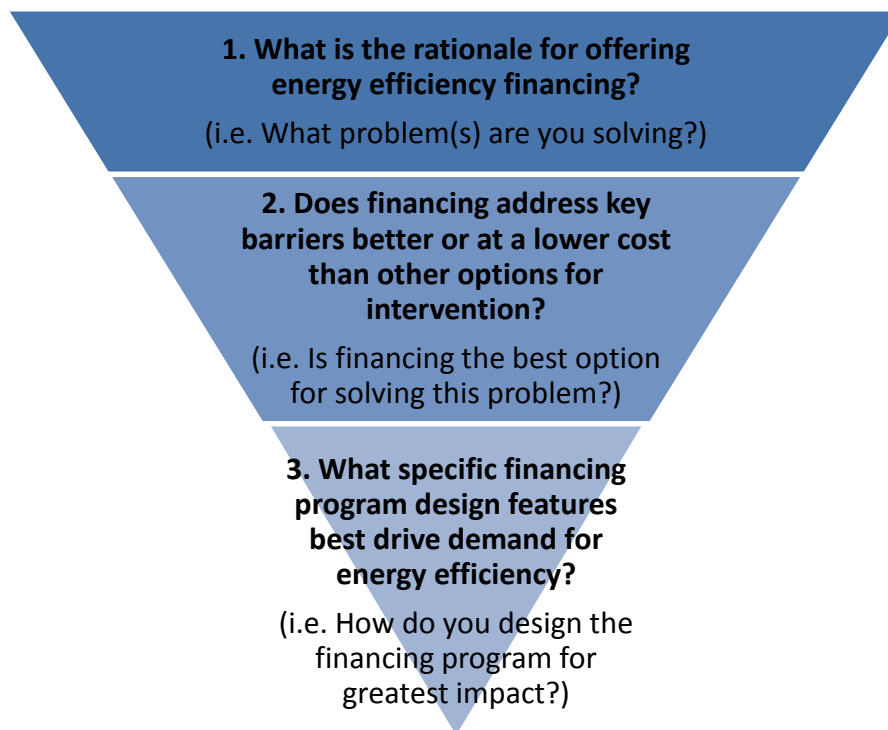 1. What is the rationale for offering
energy efficiency financing?
(i.e. What problem(s) are you solving?)
2. Does financing address key
barriers better or at a lower cost
than other options for
intervention?
(i.e. Is financing the best option
for solving this problem?)
3. What specific financing
program design features
best drive demand for
energy efficiency?
(i.e. How do you design the
financing program for
greatest impact?)